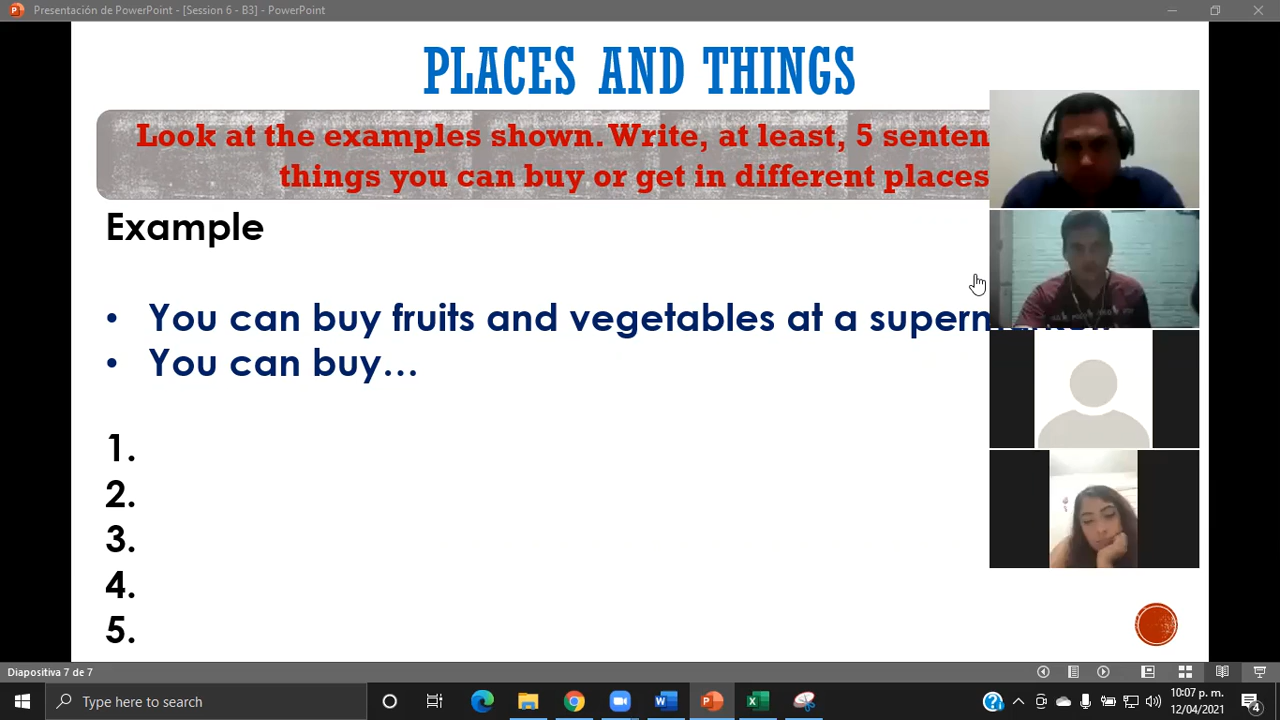 Presentación de PowerPoint - [Session 6 - B3] - PowerPoint
PLACES AND THINGS
Look at the examples shown. Write, at least, 5
things you can buy or get in different places
Example
• You can buy fruits and vegetables at a
• You can buy…
1.
2.
3.
4.
5.
Diapositiva 7 de 7
Type here to search
10:07 p. m.
12/04/2021
4